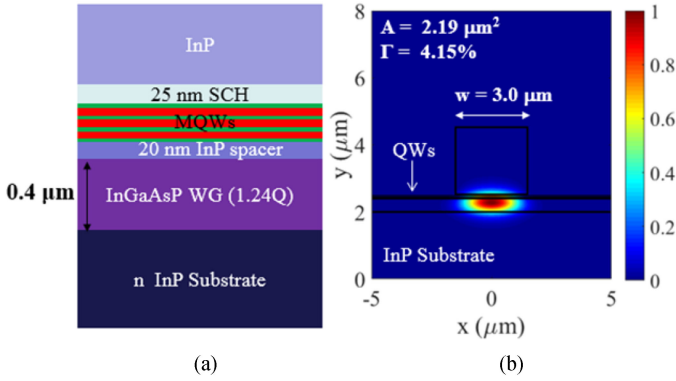 InP
25 nm SCH
MQWs
20 nm InP spacer
0.4 μm
InGaAsP WG (1.24Q)
n InP Substrate
(a)
A = 2.19 μm²
Γ = 4.15%
w = 3.0 μm
QWs
InP Substrate
y (μm)
8
6
4
2
0
-5
0
5
x (μm)
1
0.8
0.6
0.4
0.2
0
(b)